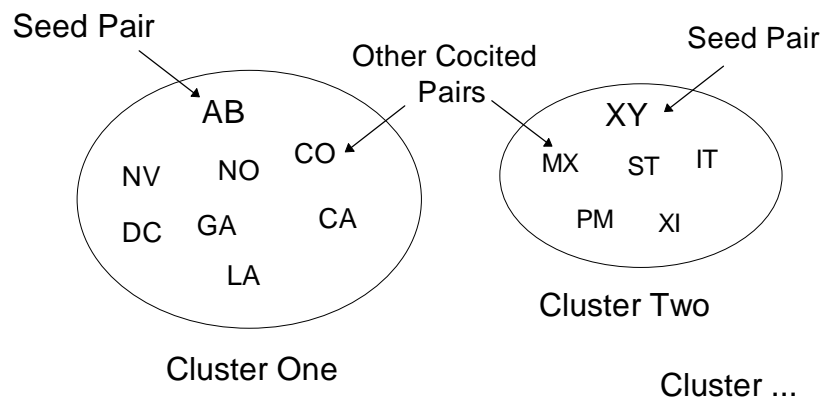 Seed Pair
Other Cocited
Pairs
Seed Pair
AB
CO
NO
NV
DC
GA
CA
LA
Cluster One
XY
MX
ST
IT
PM
XI
Cluster Two
Cluster ...